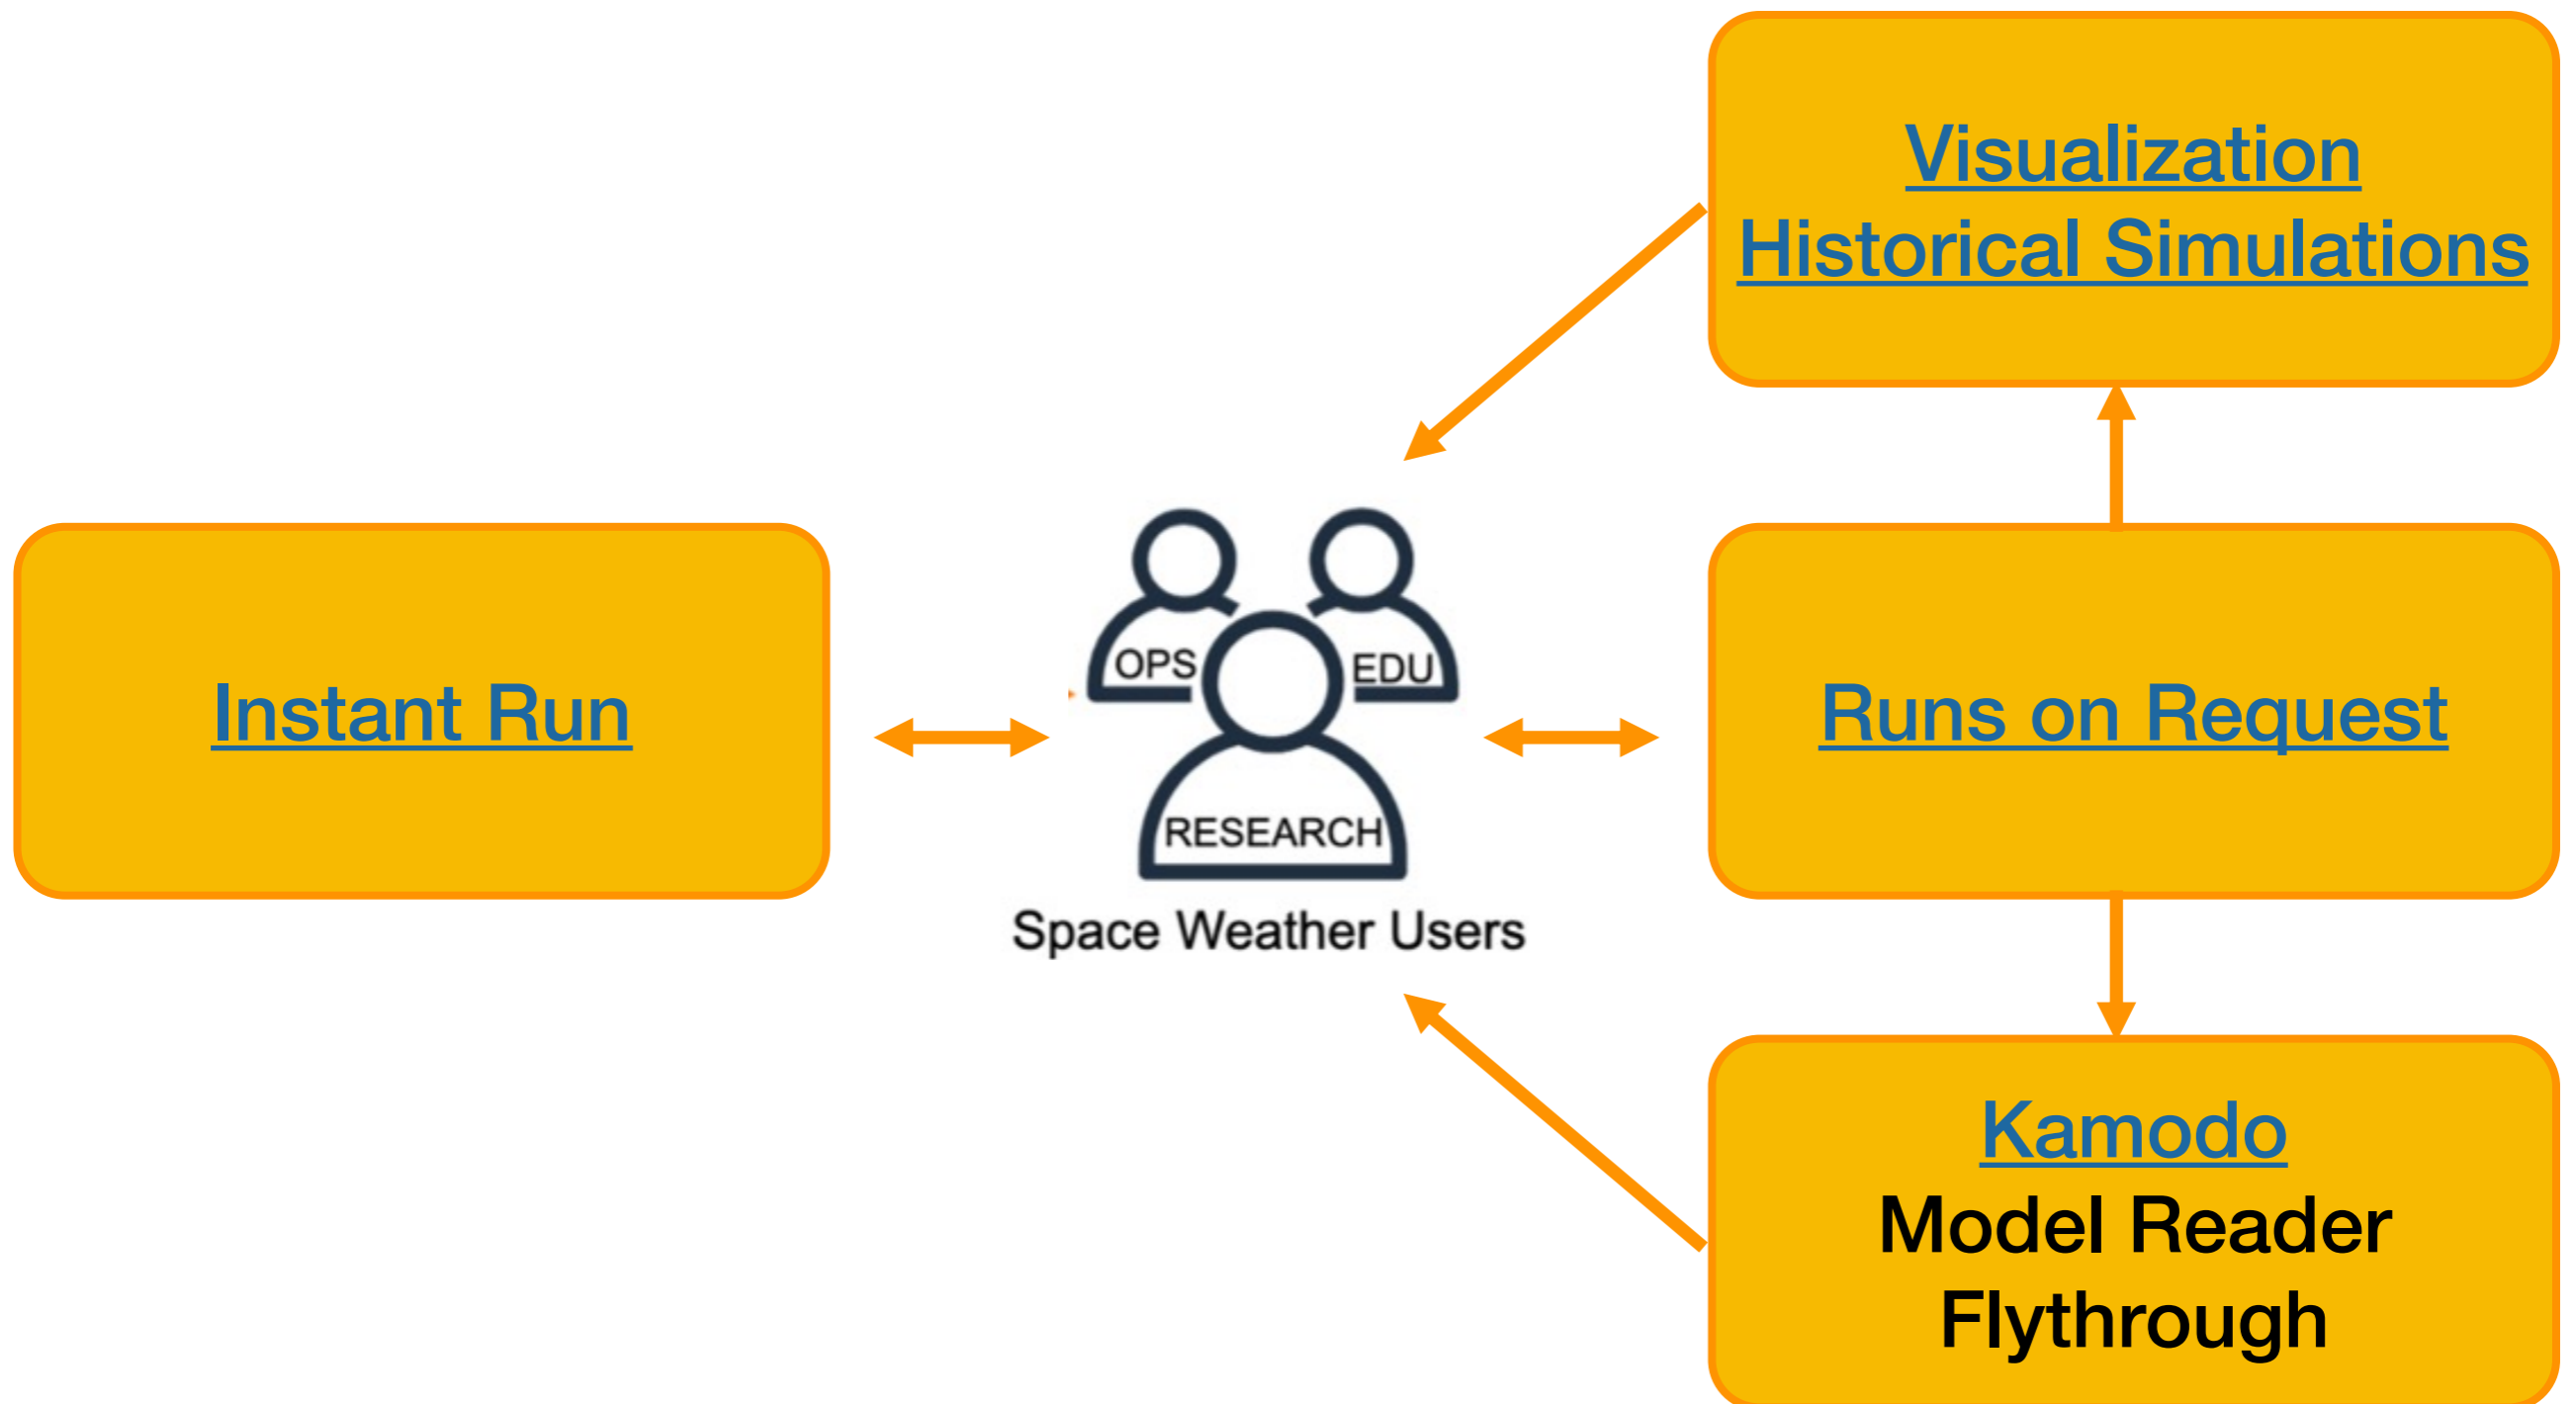 Visualization
Historical Simulations
Instant Run
OPS
EDU
RESEARCH
Space Weather Users
Runs on Request
Kamodo
Model Reader
Flythrough